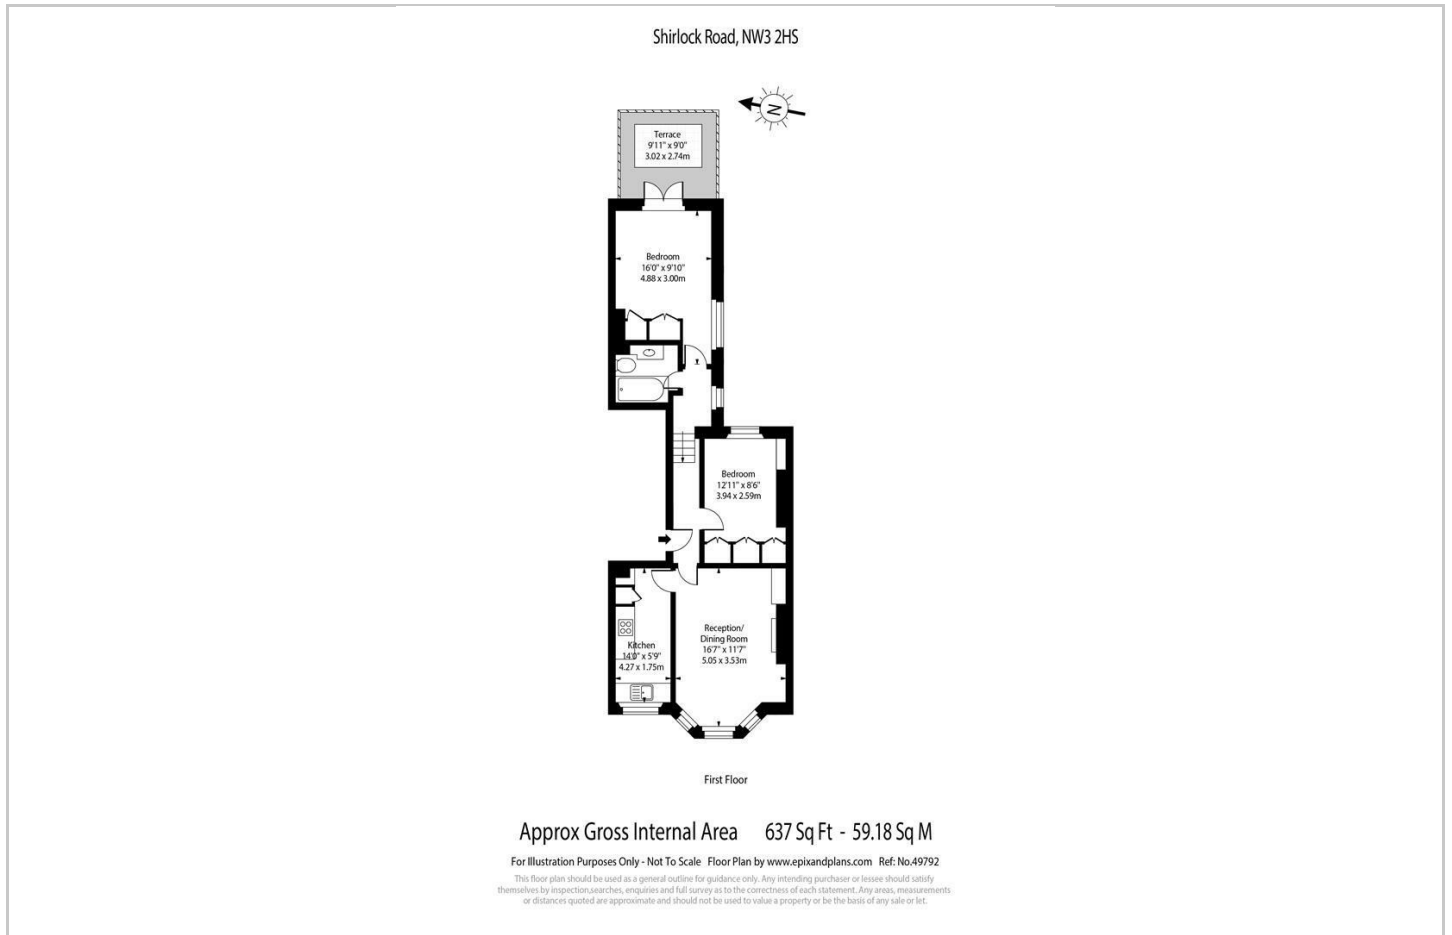 Shirlock Road, NW3 2HS
N
Terrace
9'11" x 9'0"
3.02 x 2.74m
Bedroom
16'0" x 9'10"
4.88 x 3.00m
Bedroom
12'11" x 8'6"
3.94 x 2.59m
Reception/
Dining Room
16'7" x 11'7"
5.05 x 3.53m
Kitchen
14'0" x 5'9"
4.27 x 1.75m
First Floor
Approx Gross Internal Area 637 Sq Ft - 59.18 Sq M
For Illustration Purposes Only - Not To Scale Floor Plan by www.epixandplans.com Ref: No.49792
This floor plan should be used as a general outline for guidance only. Any intending purchaser or lessee should satisfy
themselves by inspection,searches, enquiries and full survey as to the correctness of each statement. Any areas, measurements
or distances quoted are approximate and should not be used to value a property or be the basis of any sale or let.